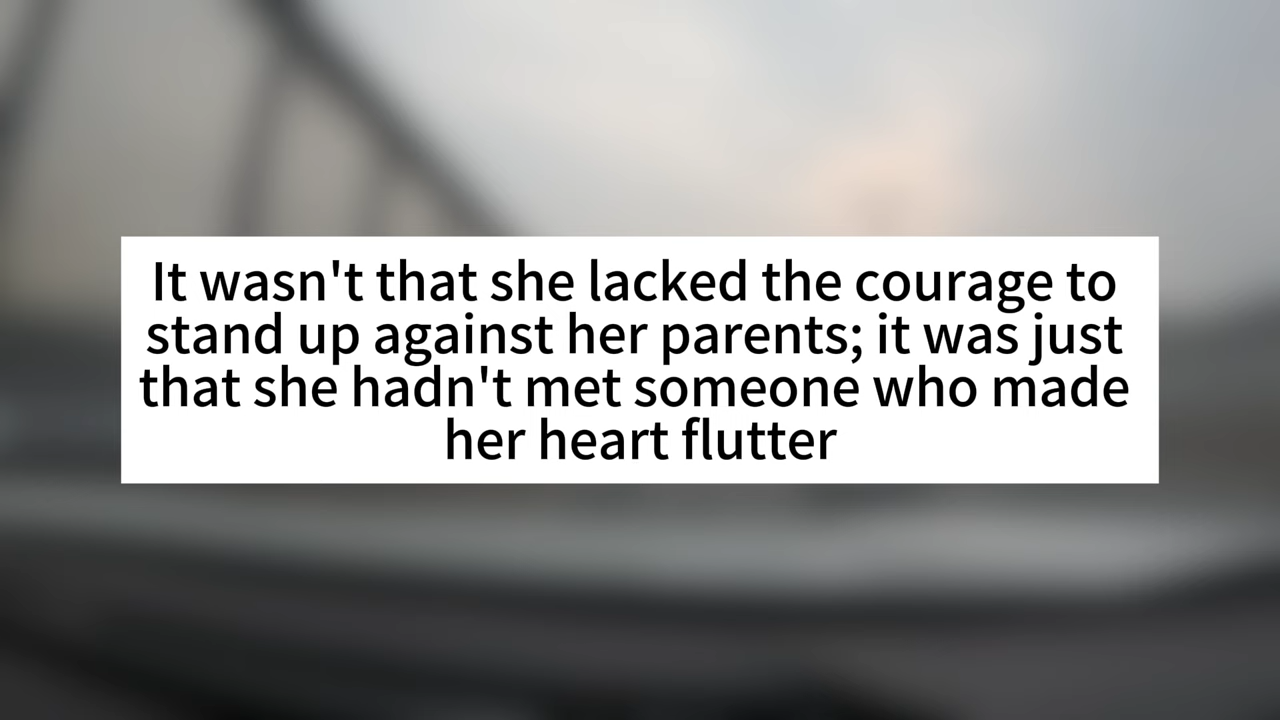 It wasn't that she lacked the courage to
stand up against her parents; it was just
that she hadn't met someone who made
her heart flutter